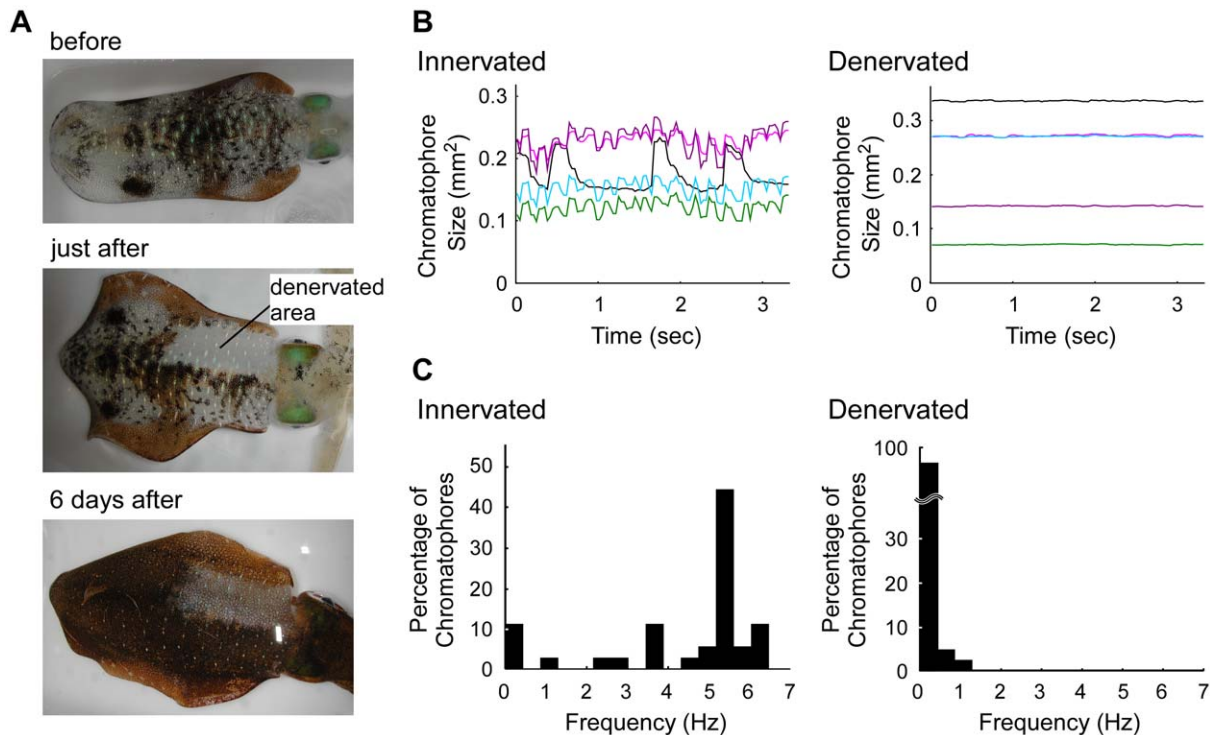 A
before
just after
denervated
area
6 days after
B
Innervated
Chromatophore
Size (mm²)
0.3
0.2
0.1
0
0
1
2
3
Time (sec)
Denervated
Chromatophore
Size (mm²)
0.3
0.1
0
0
1
2
3
Time (sec)
C
Innervated
Percentage of
Chromatophores
50
40
30
20
10
0
0
1
2
3
4
5
6
7
Frequency (Hz)
Denervated
Percentage of
Chromatophores
100
30
20
10
0
0
1
2
3
4
5
6
7
Frequency (Hz)